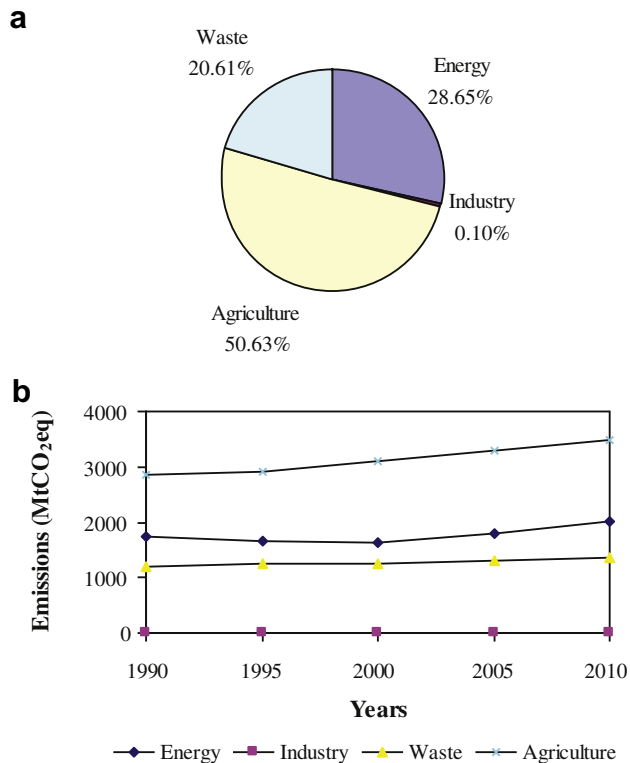 a
Waste
20.61%
Energy
28.65%
Industry
0.10%
Agriculture
50.63%
b
Emissions (MtCO₂eq)
4000
3000
2000
1000
0
1990 1995 2000 2005 2010
Years
Energy Industry Waste Agriculture